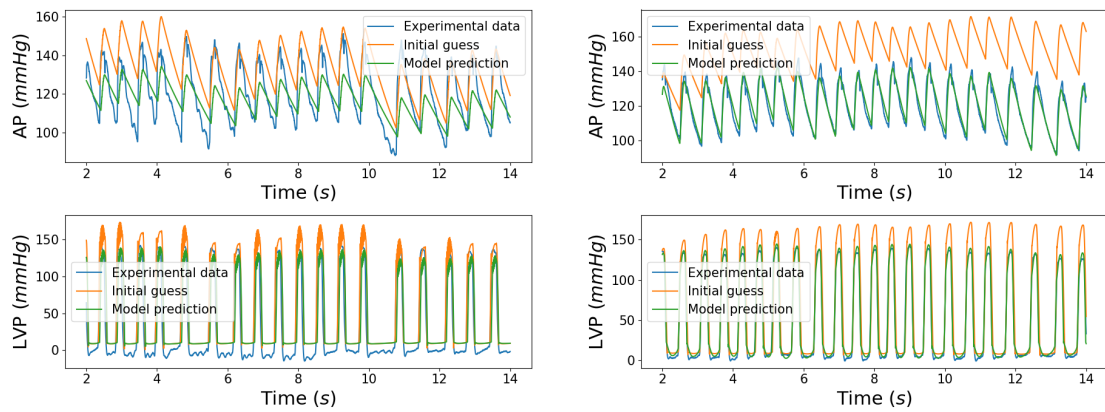 160
140
120
100
AP (mmHg)
Experimental data
Initial guess
Model prediction
2 4 6 8 10 12 14
Time (s)
160
140
120
100
AP (mmHg)
Experimental data
Initial guess
Model prediction
2 4 6 8 10 12 14
Time (s)
150
100
50
0
LVP (mmHg)
Experimental data
Initial guess
Model prediction
2 4 6 8 10 12 14
Time (s)
150
100
50
0
LVP (mmHg)
Experimental data
Initial guess
Model prediction
2 4 6 8 10 12 14
Time (s)